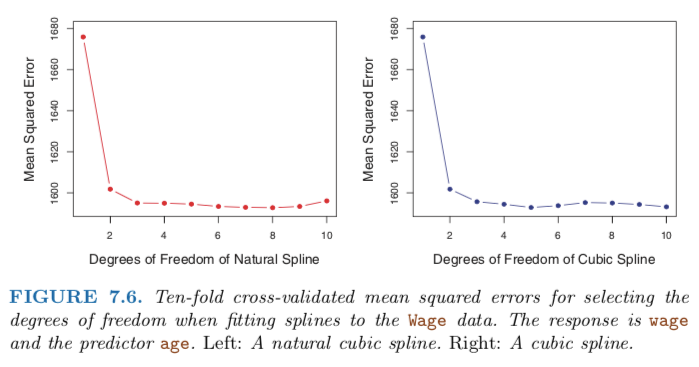 Mean Squared Error
1600 1620 1640 1660 1680
2 4 6 8 10
Degrees of Freedom of Natural Spline
Mean Squared Error
1600 1620 1640 1660 1680
2 4 6 8 10
Degrees of Freedom of Cubic Spline
FIGURE 7.6. Ten-fold cross-validated mean squared errors for selecting the
degrees of freedom when fitting splines to the Wage data. The response is wage
and the predictor age. Left: A natural cubic spline. Right: A cubic spline.